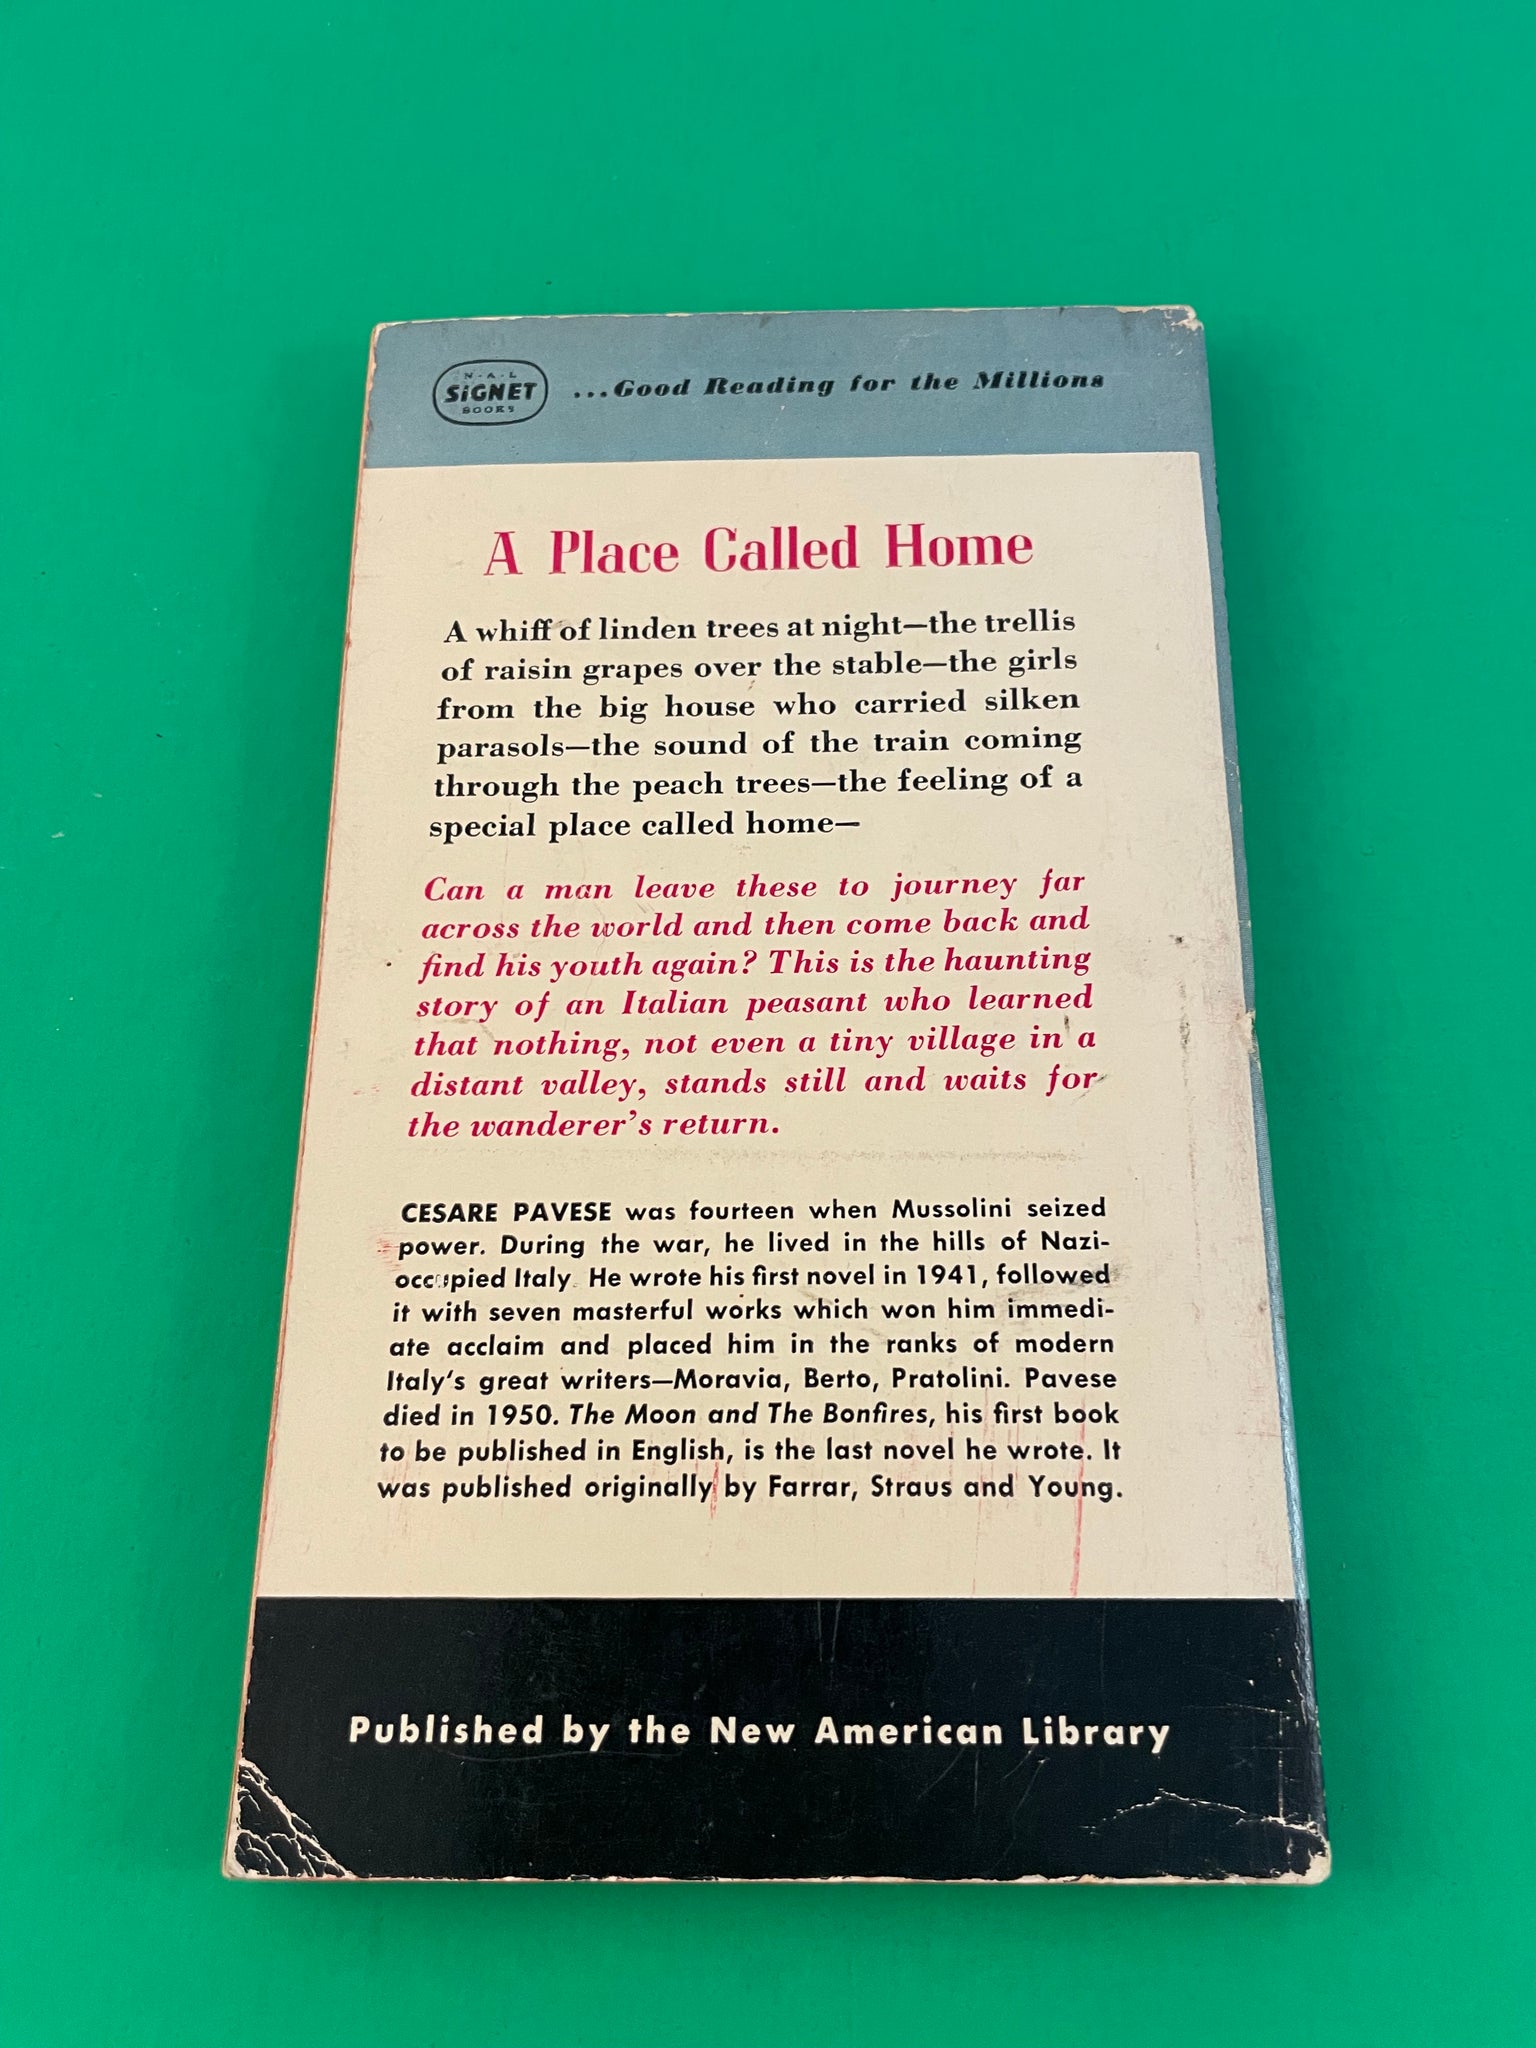 N·A·L
SiGNET
BOOKS
...Good Reading for the Millions
A Place Called Home
A whiff of linden trees at night—the trellis
of raisin grapes over the stable—the girls
from the big house who carried silken
parasols—the sound of the train coming
through the peach trees—the feeling of a
special place called home—
Can a man leave these to journey far
across the world and then come back and
find his youth again? This is the haunting
story of an Italian peasant who learned
that nothing, not even a tiny village in a
distant valley, stands still and waits for
the wanderer's return.
CESARE PAVESE was fourteen when Mussolini seized
power. During the war, he lived in the hills of Nazi-
occupied Italy. He wrote his first novel in 1941, followed
it with seven masterful works which won him immedi-
ate acclaim and placed him in the ranks of modern
Italy's great writers—Moravia, Berto, Pratolini. Pavese
died in 1950. The Moon and The Bonfires, his first book
to be published in English, is the last novel he wrote. It
was published originally by Farrar, Straus and Young.
Published by the New American Library